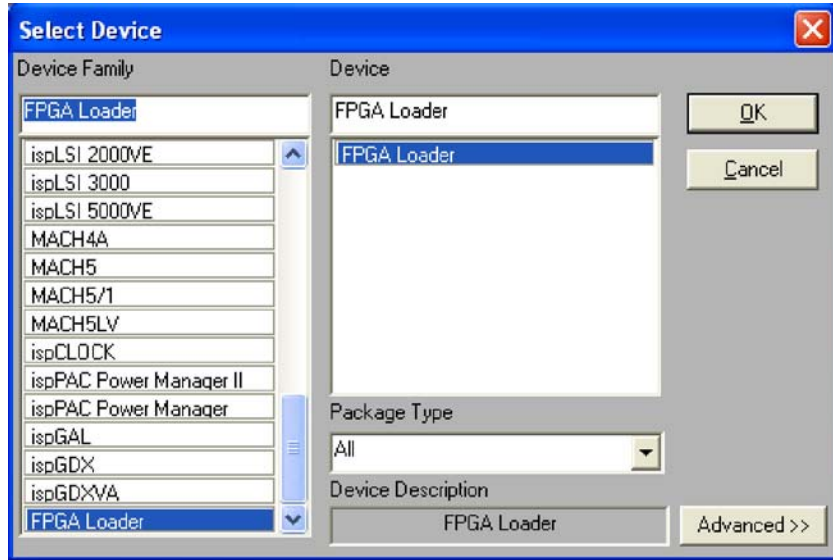 Select Device
Device Family
FPGA Loader
ispLSI 2000VE
ispLSI 3000
ispLSI 5000VE
MACH4A
MACH5
MACH5/1
MACH5LV
ispCLOCK
ispPAC Power Manager II
ispPAC Power Manager
ispGAL
ispGDX
ispGDXVA
FPGA Loader
Device
FPGA Loader
FPGA Loader
Package Type
All
Device Description
FPGA Loader
OK
Cancel
Advanced >>